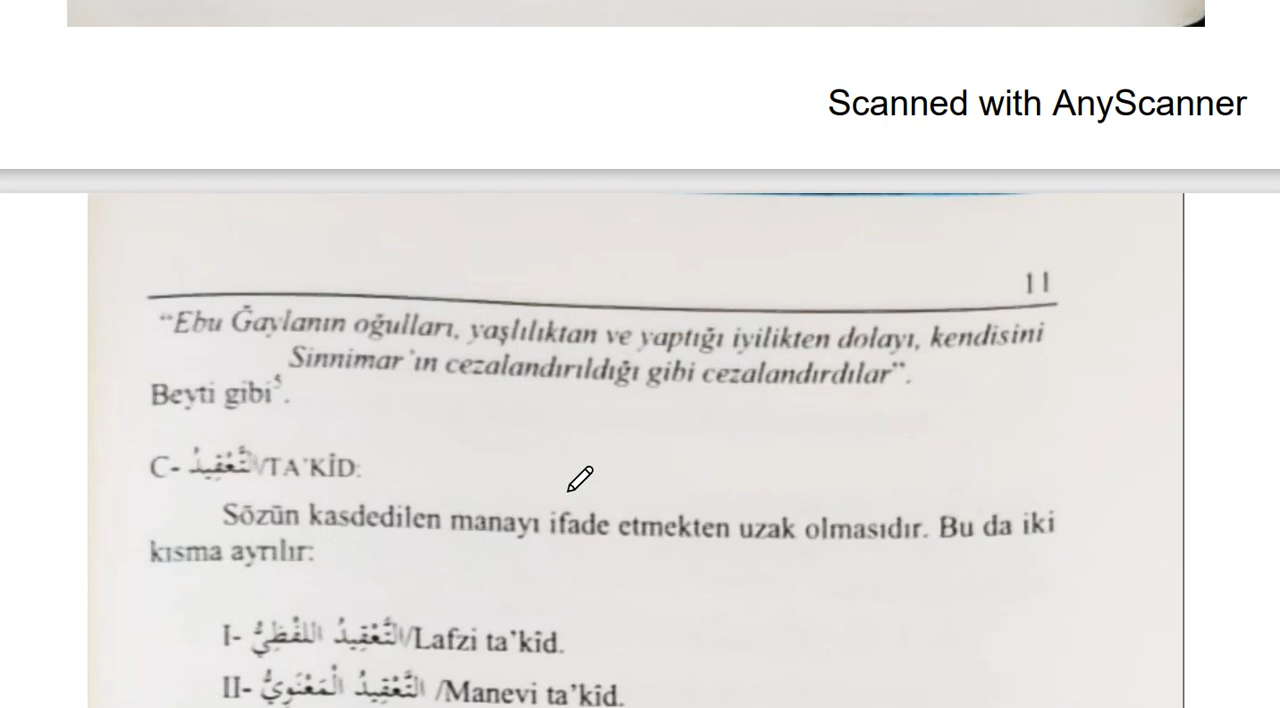 Scanned with AnyScanner
11
“Ebu Ğaylanın oğulları, yaşlılıktan ve yaptığı iyilikten dolayı, kendisini
Sinnimar'ın cezalandırıldığı gibi cezalandırdılar”.
Beyti gibi⁵.
C- التَّعْقِيدُ/TA'KÎD:
Sözün kasdedilen manayı ifade etmekten uzak olmasıdır. Bu da iki
kısma ayrılır:
I- التَّعْقِيدُ اللفْظِيُّ/Lafzi ta'kîd.
II- التَّعْقِيدُ الْمَعْنَوِيُّ /Manevi ta'kîd.